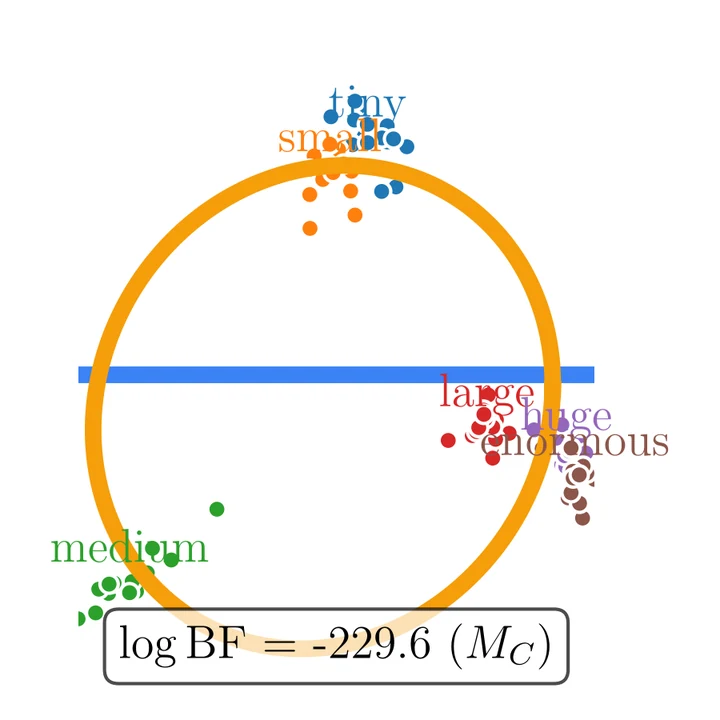 tiny
small
large
huge
enormous
medium
log BF = -229.6 (M_C)